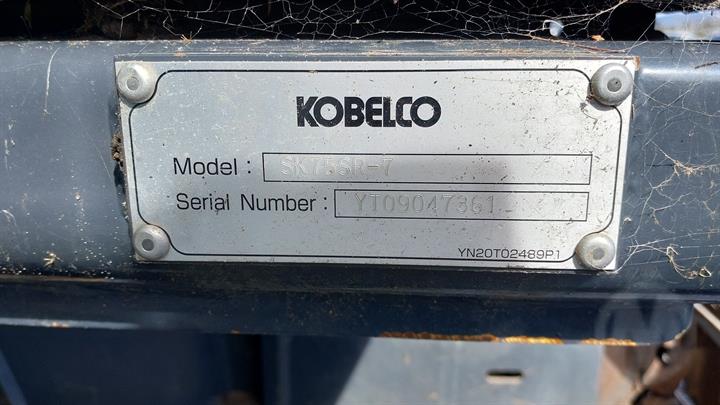 KOBELCO
Model : SK75SR-7
Serial Number : YT09047361
YN20T02489P1